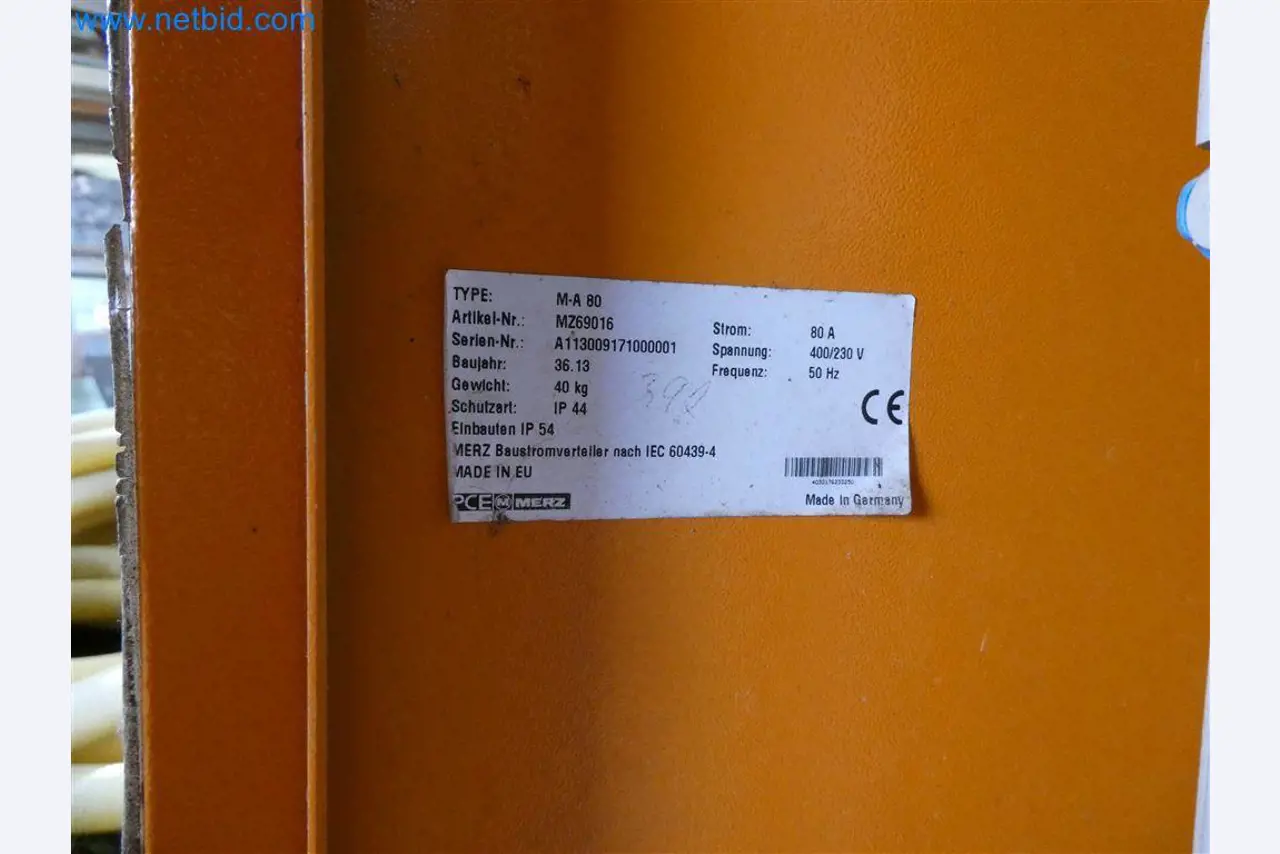 www.netbid.com
TYPE: M-A 80
Artikel-Nr.: MZ69016
Serien-Nr.: A113009171000001
Baujahr: 36.13
Gewicht: 40 kg
Schutzart: IP 44
Einbauten IP 54
MERZ Baustromverteiler nach IEC 60439-4
MADE IN EU
PCE M MERZ
Strom: 80 A
Spannung: 400/230 V
Frequenz: 50 Hz
CE
Made in Germany